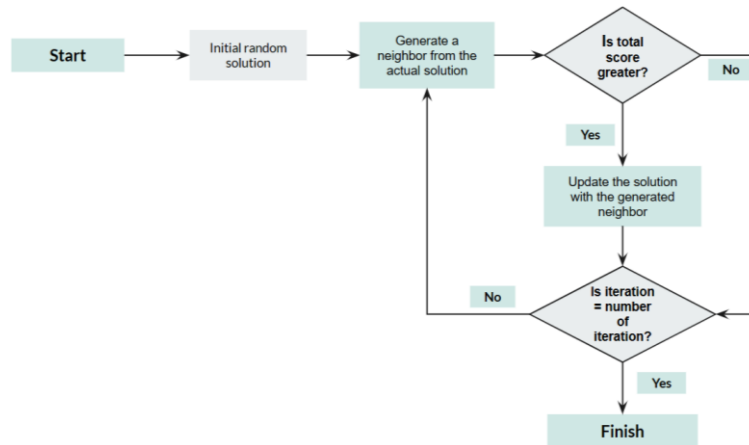 Start
Initial random
solution
Generate a
neighbor from the
actual solution
Is total
score
greater?
No
Yes
Update the solution
with the generated
neighbor
Is iteration
= number
of
iteration?
No
Yes
Finish